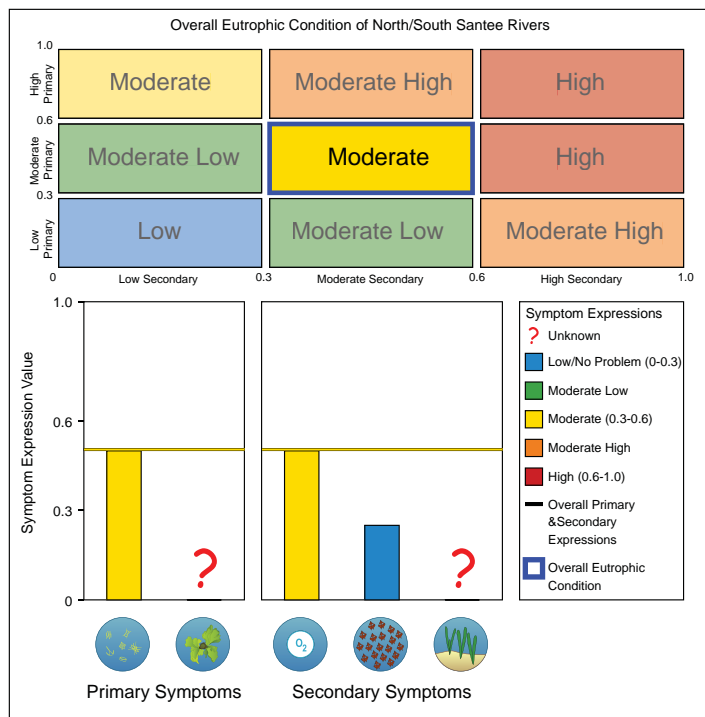 Overall Eutrophic Condition of North/South Santee Rivers
1.0
High
Primary
Moderate
Moderate High
High
0.6
Moderate
Primary
Moderate Low
Moderate
High
0.3
Low
Primary
Low
Moderate Low
Moderate High
0
Low Secondary
0.3
Moderate Secondary
0.6
High Secondary
1.0
Symptom Expression Value
1.0
0.6
0.3
0
?
?
O2
Primary Symptoms
Secondary Symptoms
Symptom Expressions
? Unknown
Low/No Problem (0-0.3)
Moderate Low
Moderate (0.3-0.6)
Moderate High
High (0.6-1.0)
Overall Primary
&Secondary
Expressions
Overall Eutrophic
Condition